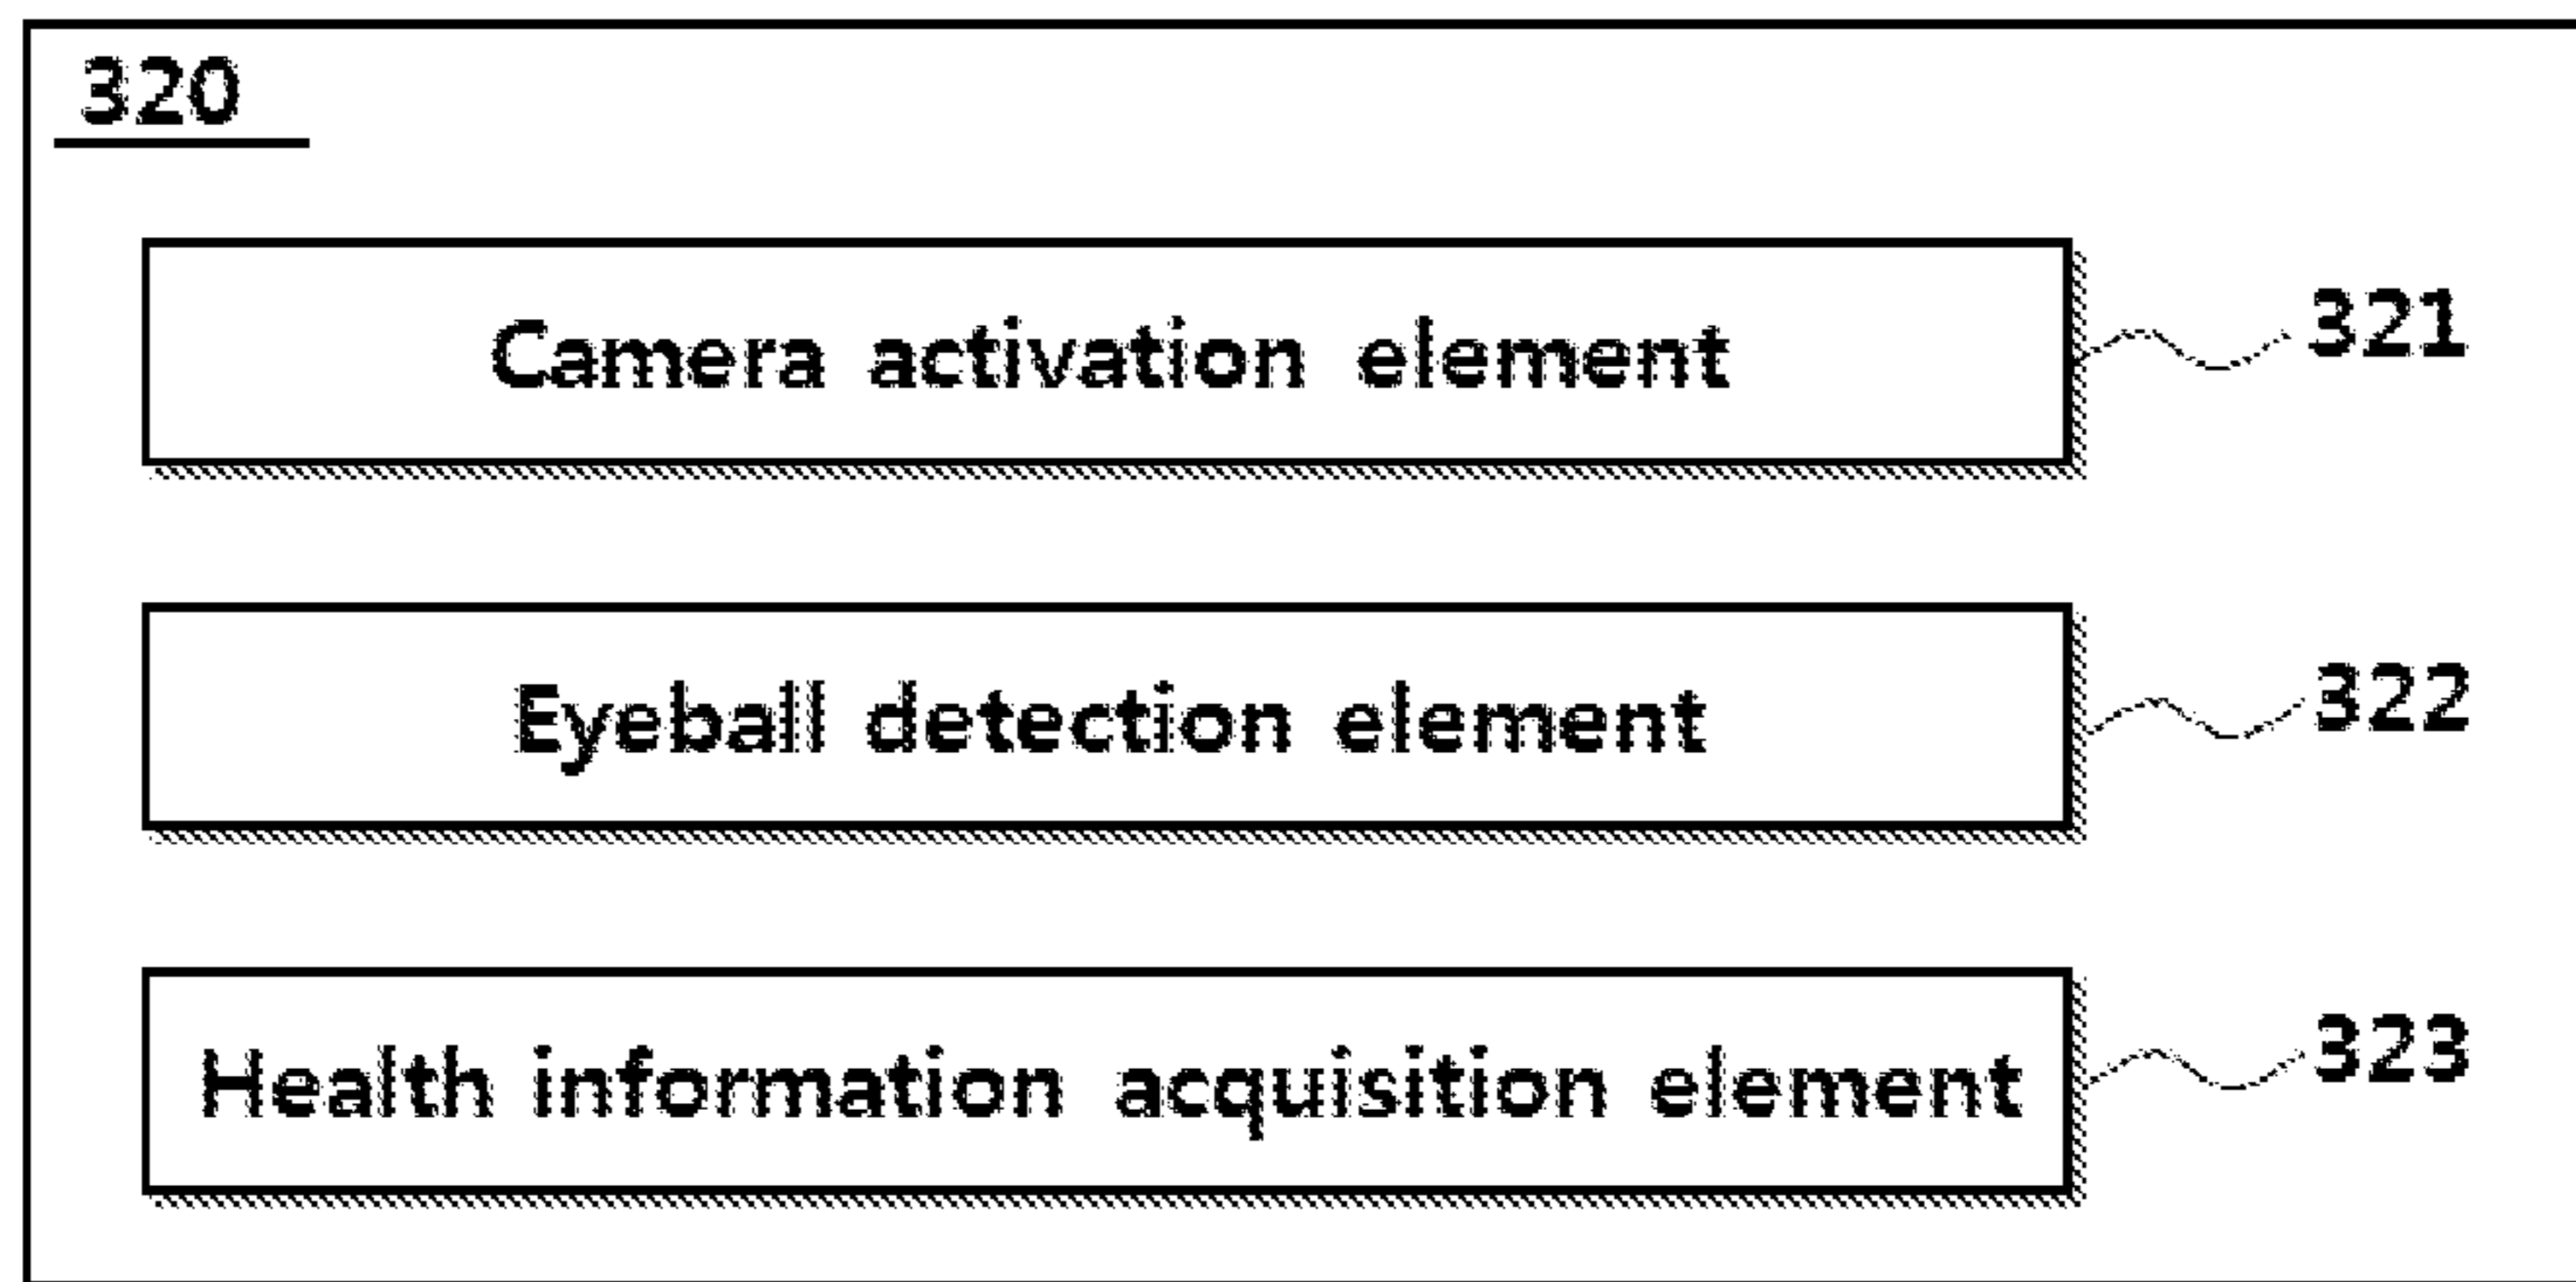 320
Camera activation element 321
Eyeball detection element 322
Health information acquisition element 323